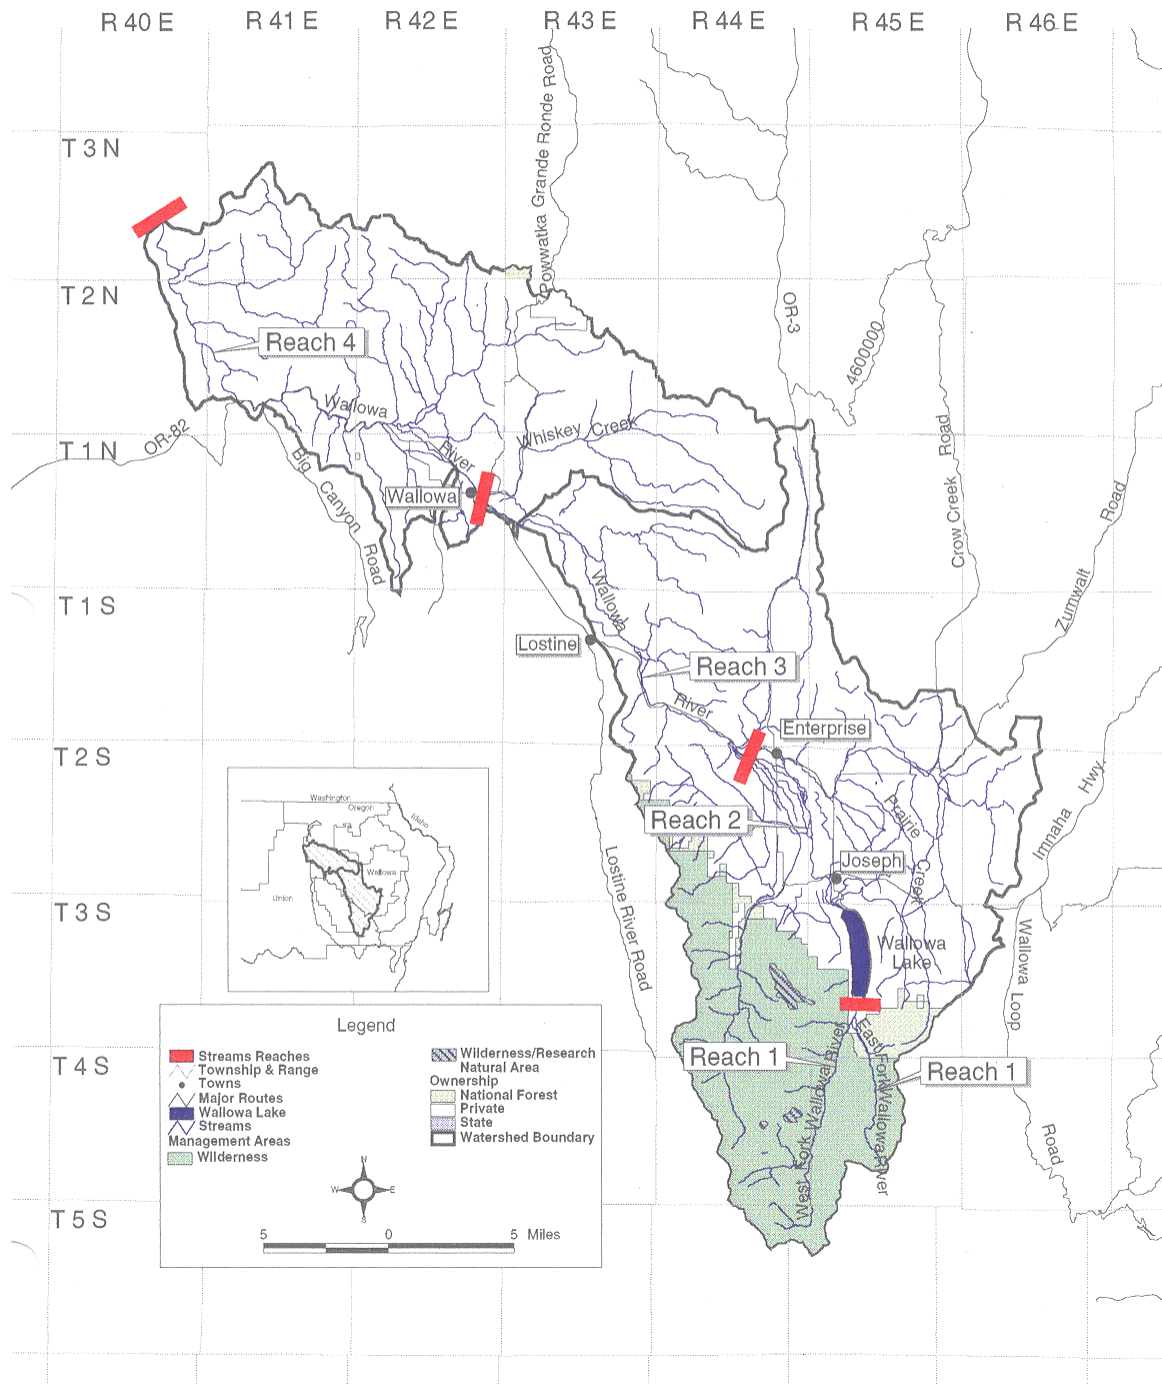 R 40 E R 41 E R 42 E R 43 E R 44 E R 45 E R 46 E
T 3 N
T 2 N
T 1 N
T 1 S
T 2 S
T 3 S
T 4 S
T 5 S
Powwatka Grande Ronde Road
OR-3
4600000
Crow Creek Road
Zumwalt Road
Imnaha Hwy.
Wallowa Loop Road
OR-82
Big Canyon Road
Lostine River Road
Reach 4
Wallowa River
Whiskey Creek
Wallowa
Wallowa River
Lostine
Reach 3
Enterprise
Reach 2
Prairie Creek
Joseph
Wallowa
Lake
Reach 1
Reach 1
West Fork Wallowa River
East Fork Wallowa River
Washington
Oregon
Idaho
Wallowa
Union
Legend
Streams Reaches
Township & Range
Towns
Major Routes
Wallowa Lake
Streams
Management Areas
Wilderness
Wilderness/Research
Natural Area
Ownership
National Forest
Private
State
Watershed Boundary
N
W E
S
5 0 5 Miles